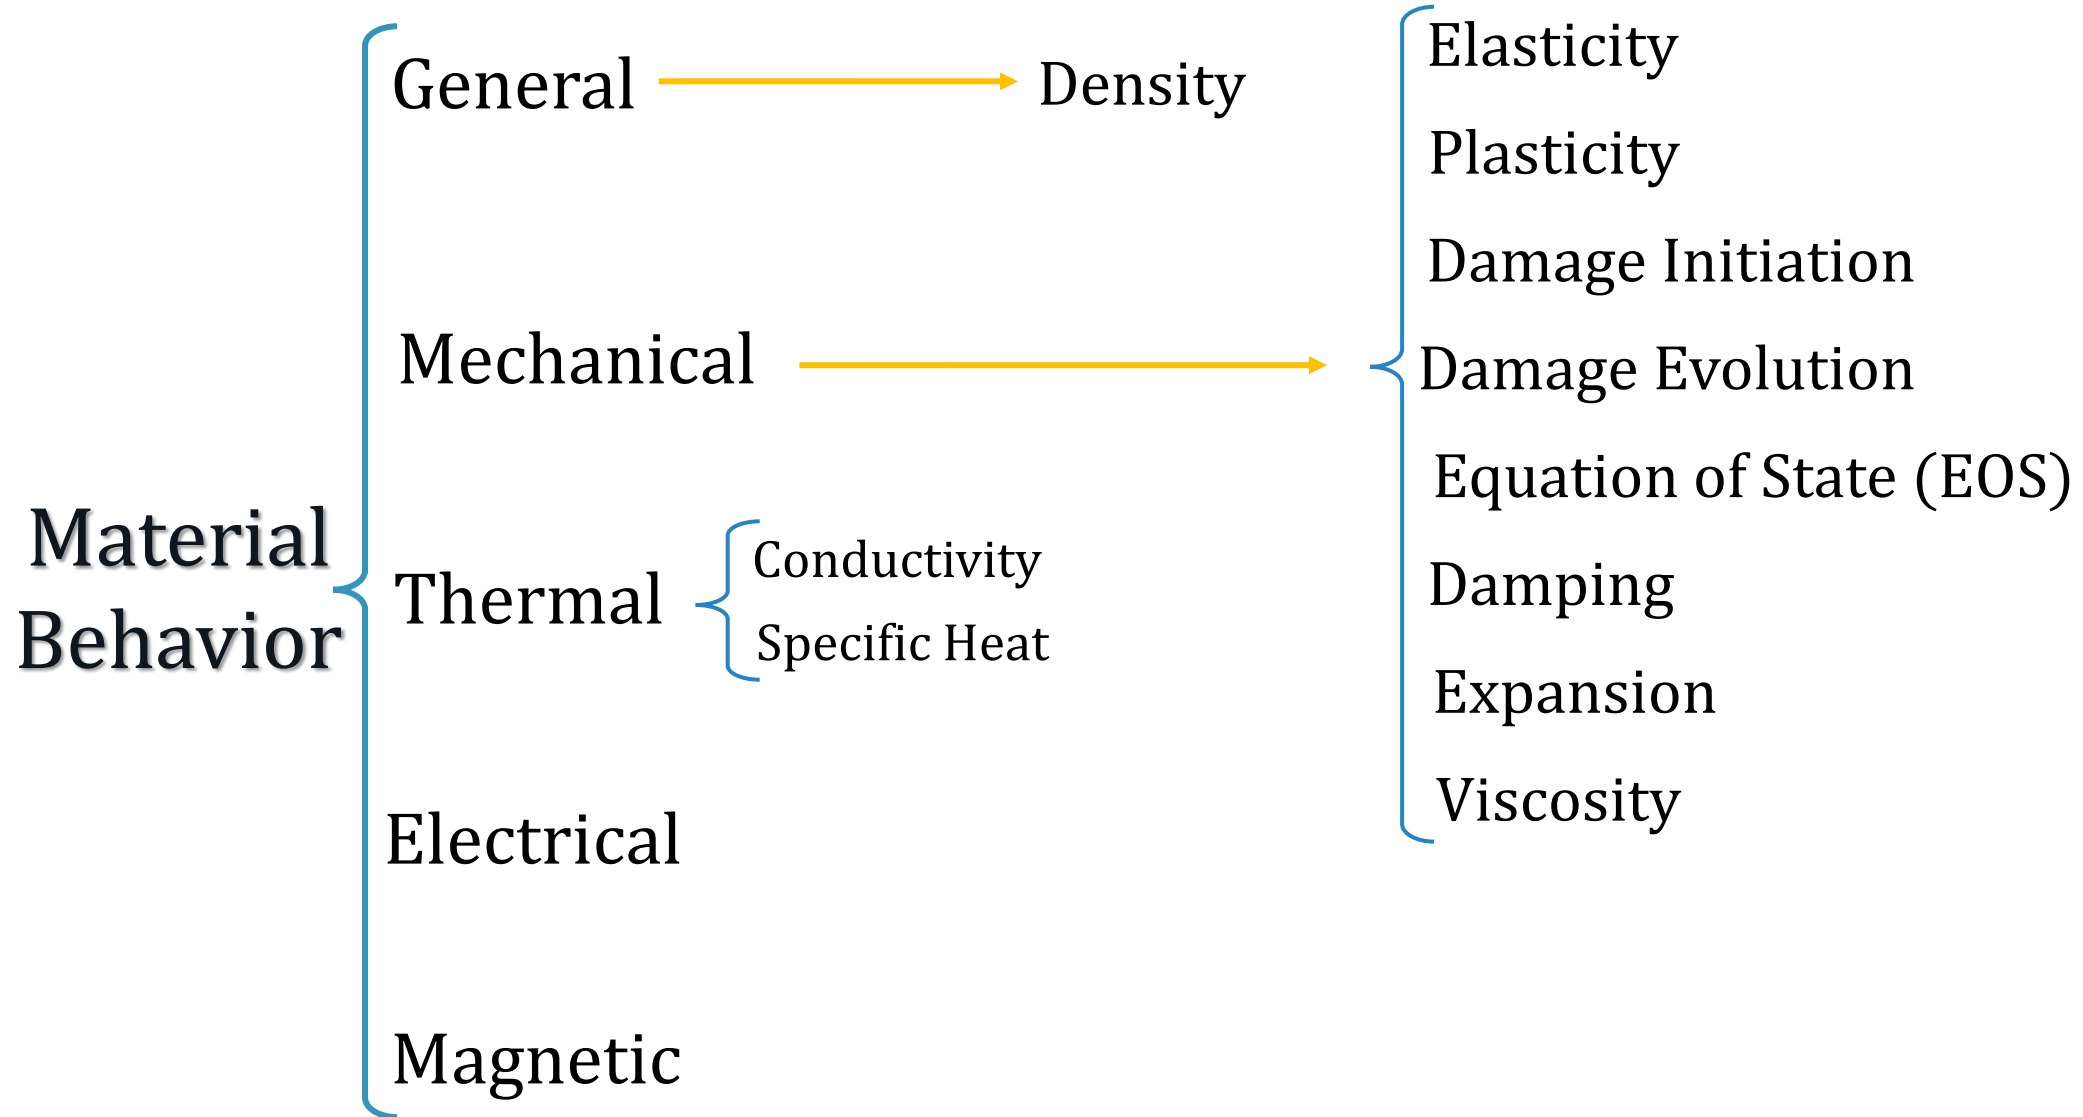 Material
Behavior
General
Density
Mechanical
Elasticity
Plasticity
Damage Initiation
Damage Evolution
Equation of State (EOS)
Damping
Expansion
Viscosity
Thermal
Conductivity
Specific Heat
Electrical
Magnetic